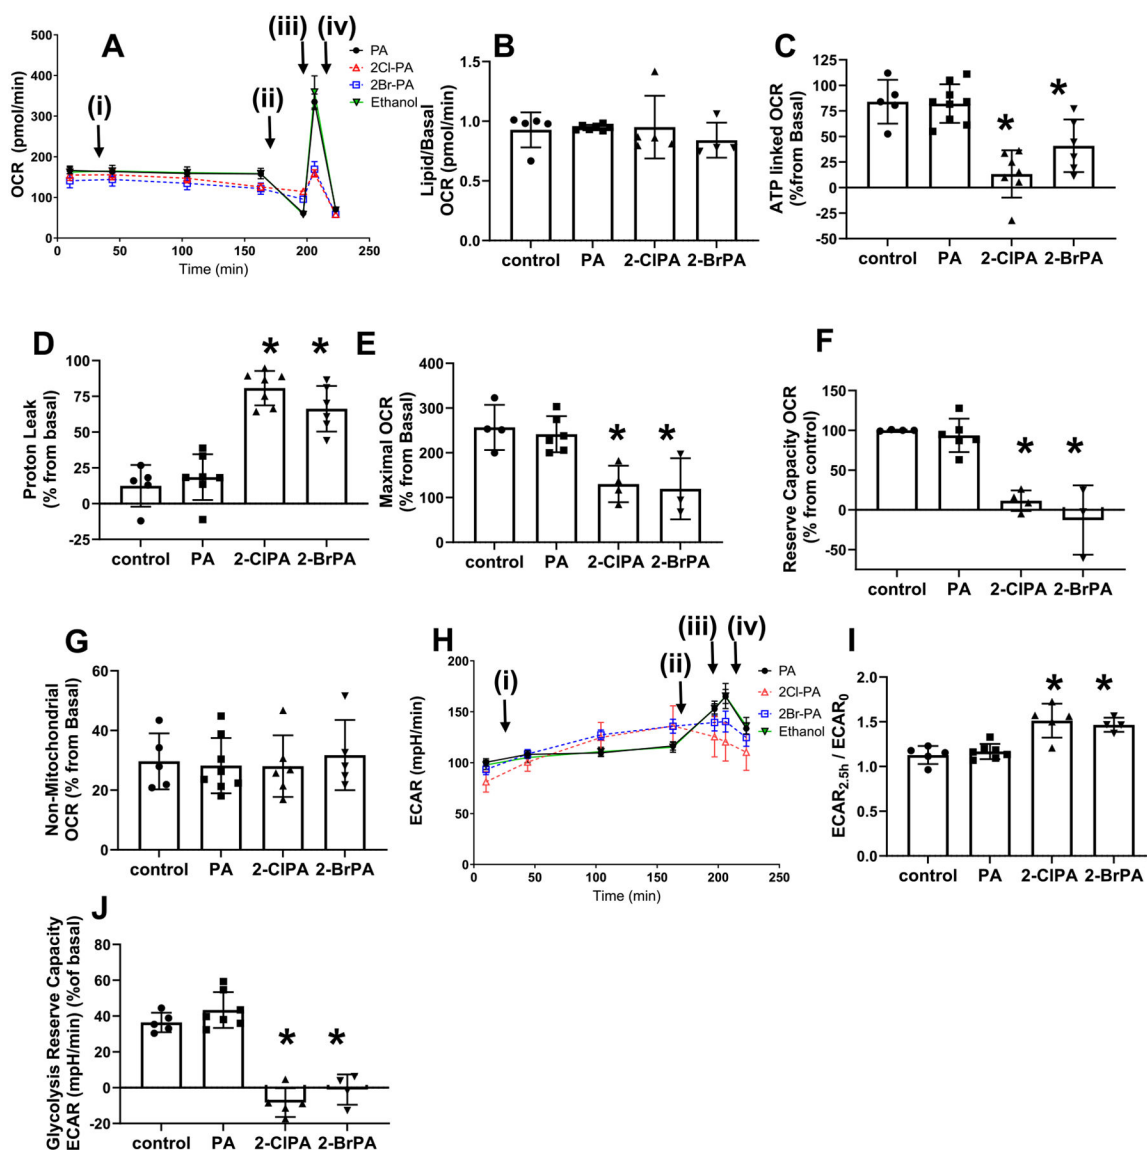 A
OCR (pmol/min)
500
400
300
200
100
0
0 50 100 150 200 250
Time (min)
(i)
(ii)
(iii) (iv)
PA
2Cl-PA
2Br-PA
Ethanol
B
Lipid/Basal
OCR (pmol/min)
1.5
1.0
0.5
0.0
control PA 2-ClPA 2-BrPA
C
ATP linked OCR
(%from Basal)
125
100
75
50
25
0
-25
-50
* *
control PA 2-ClPA 2-BrPA
D
Proton Leak
(% from basal)
100
75
50
25
0
-25
* *
control PA 2-ClPA 2-BrPA
E
Maximal OCR
(% from Basal)
400
300
200
100
0
* *
control PA 2-ClPA 2-BrPA
F
Reserve Capacity OCR
(% from control)
150
100
50
0
-50
* *
control PA 2-ClPA 2-BrPA
G
Non-Mitochondrial
OCR (% from Basal)
60
40
20
0
control PA 2-ClPA 2-BrPA
H
ECAR (mpH/min)
200
150
100
50
0
0 50 100 150 200 250
Time (min)
(i)
(ii)
(iii) (iv)
PA
2Cl-PA
2Br-PA
Ethanol
I
ECAR2.5h / ECAR0
2.0
1.5
1.0
0.5
0.0
* *
control PA 2-ClPA 2-BrPA
J
Glycolysis Reserve Capacity
ECAR (mpH/min) (%of basal)
80
60
40
20
0
-20
* *
control PA 2-ClPA 2-BrPA